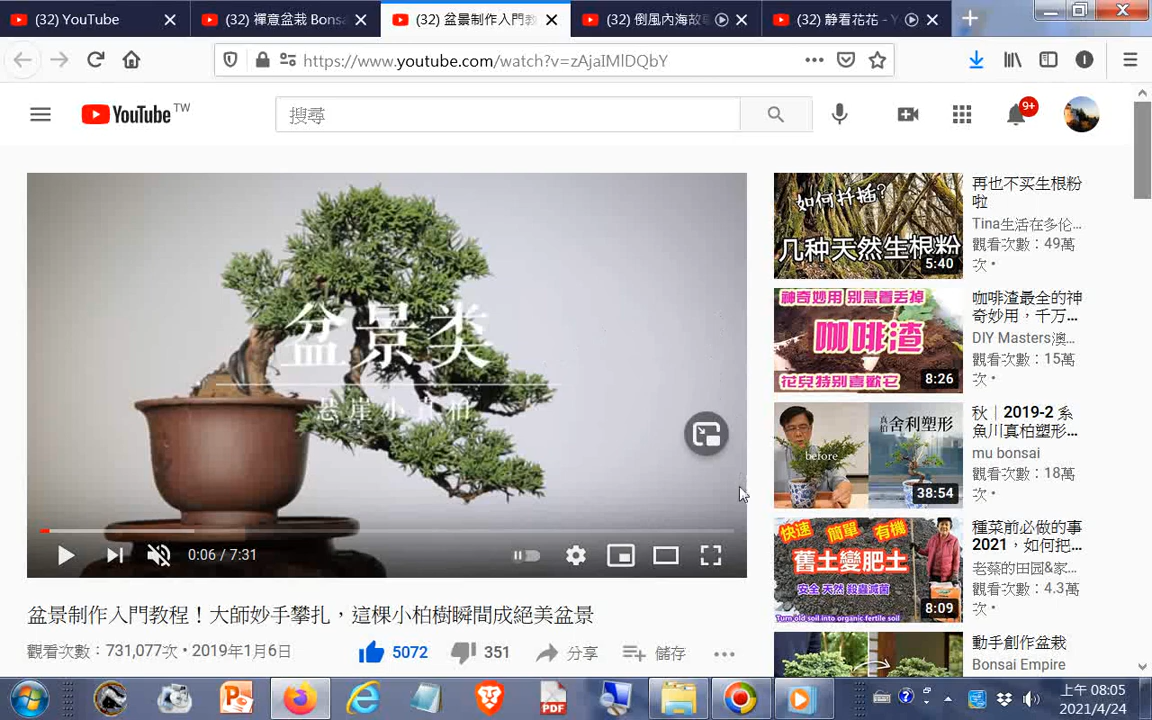 (32) YouTube
(32) 禪意盆栽 Bonsa
(32) 盆景制作入門教
(32) 倒風內海故
(32) 静看花花 - Y
https://www.youtube.com/watch?v=zAjaIMlDQbY
YouTube TW
搜尋
9+
盆景类
悬崖小真柏
0:06 / 7:31
盆景制作入門教程！大師妙手攀扎，這棵小柏樹瞬間成絕美盆景
觀看次數：731,077次 • 2019年1月6日
5072
351
分享
儲存
如何扦插?
几种天然生根粉
5:40
再也不买生根粉
啦
Tina生活在多伦...
觀看次數：49萬
次 •
神奇妙用 别急着丢掉
咖啡渣
花兒特别喜歡它
8:26
咖啡渣最全的神
奇妙用，千万...
DIY Masters澳...
觀看次數：15萬
次 •
before
真柏 舍利塑形
38:54
秋｜2019-2 系
魚川真柏塑形...
mu bonsai
觀看次數：18萬
次 •
快速 簡單 有機
舊土變肥土
安全 天然 殺蟲滅菌
Turn old soil into organic fertile soil
8:09
種菜前必做的事
2021，如何把...
老蔡的田园&家...
觀看次數：4.3萬
次 •
動手創作盆栽
Bonsai Empire
PDF
上午 08:05
2021/4/24